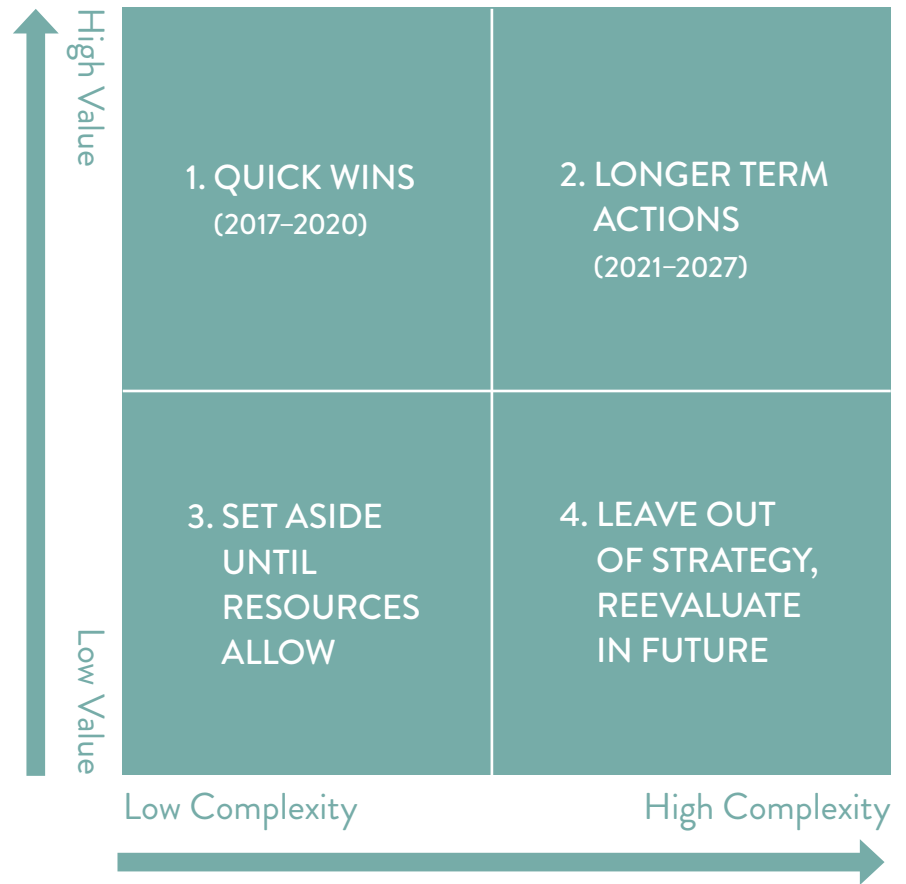 High Value
1. QUICK WINS
(2017–2020)
2. LONGER TERM
ACTIONS
(2021–2027)
Low Value
3. SET ASIDE
UNTIL
RESOURCES
ALLOW
4. LEAVE OUT
OF STRATEGY,
REEVALUATE
IN FUTURE
Low Complexity
High Complexity